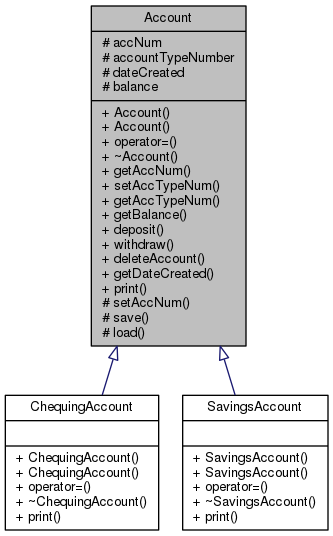 Account
# accNum
# accountTypeNumber
# dateCreated
# balance
+ Account()
+ Account()
+ operator=()
+ ~Account()
+ getAccNum()
+ setAccTypeNum()
+ getAccTypeNum()
+ getBalance()
+ deposit()
+ withdraw()
+ deleteAccount()
+ getDateCreated()
+ print()
# setAccNum()
# save()
# load()
ChequingAccount
+ ChequingAccount()
+ ChequingAccount()
+ operator=()
+ ~ChequingAccount()
+ print()
SavingsAccount
+ SavingsAccount()
+ SavingsAccount()
+ operator=()
+ ~SavingsAccount()
+ print()